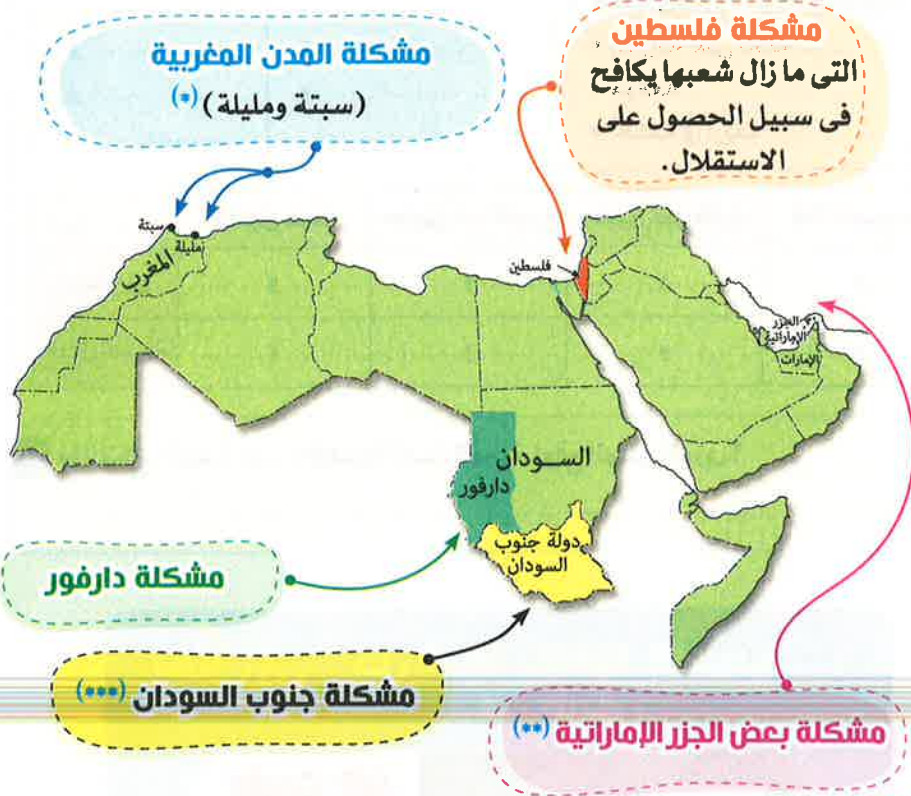 مشكلة فلسطين
التى ما زال شعبها يكافح
فى سبيل الحصول على
الاستقلال.
مشكلة المدن المغربية
(سبتة ومليلة) (*)
سبتة
مليلة
المغرب
فلسطين
الجزر
الإماراتية
الإمارات
السـودان
دارفور
دولة جنوب
السودان
مشكلة دارفور
مشكلة جنوب السودان (***)
مشكلة بعض الجزر الإماراتية (**)